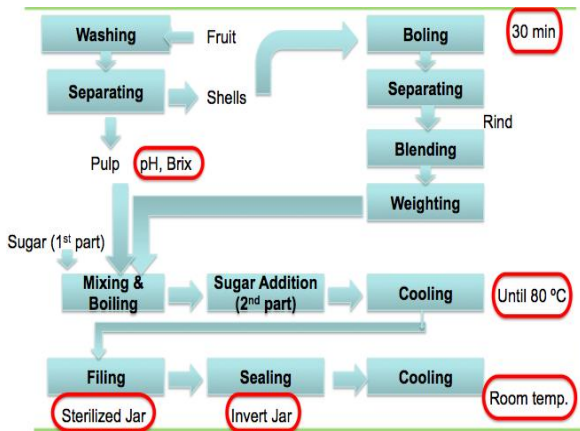 Washing
Fruit
Boling
30 min
Separating
Shells
Separating
Rind
Pulp
pH, Brix
Blending
Weighting
Sugar (1st part)
Mixing &
Boiling
Sugar Addition
(2nd part)
Cooling
Until 80 ºC
Filing
Sealing
Cooling
Room temp.
Sterilized Jar
Invert Jar